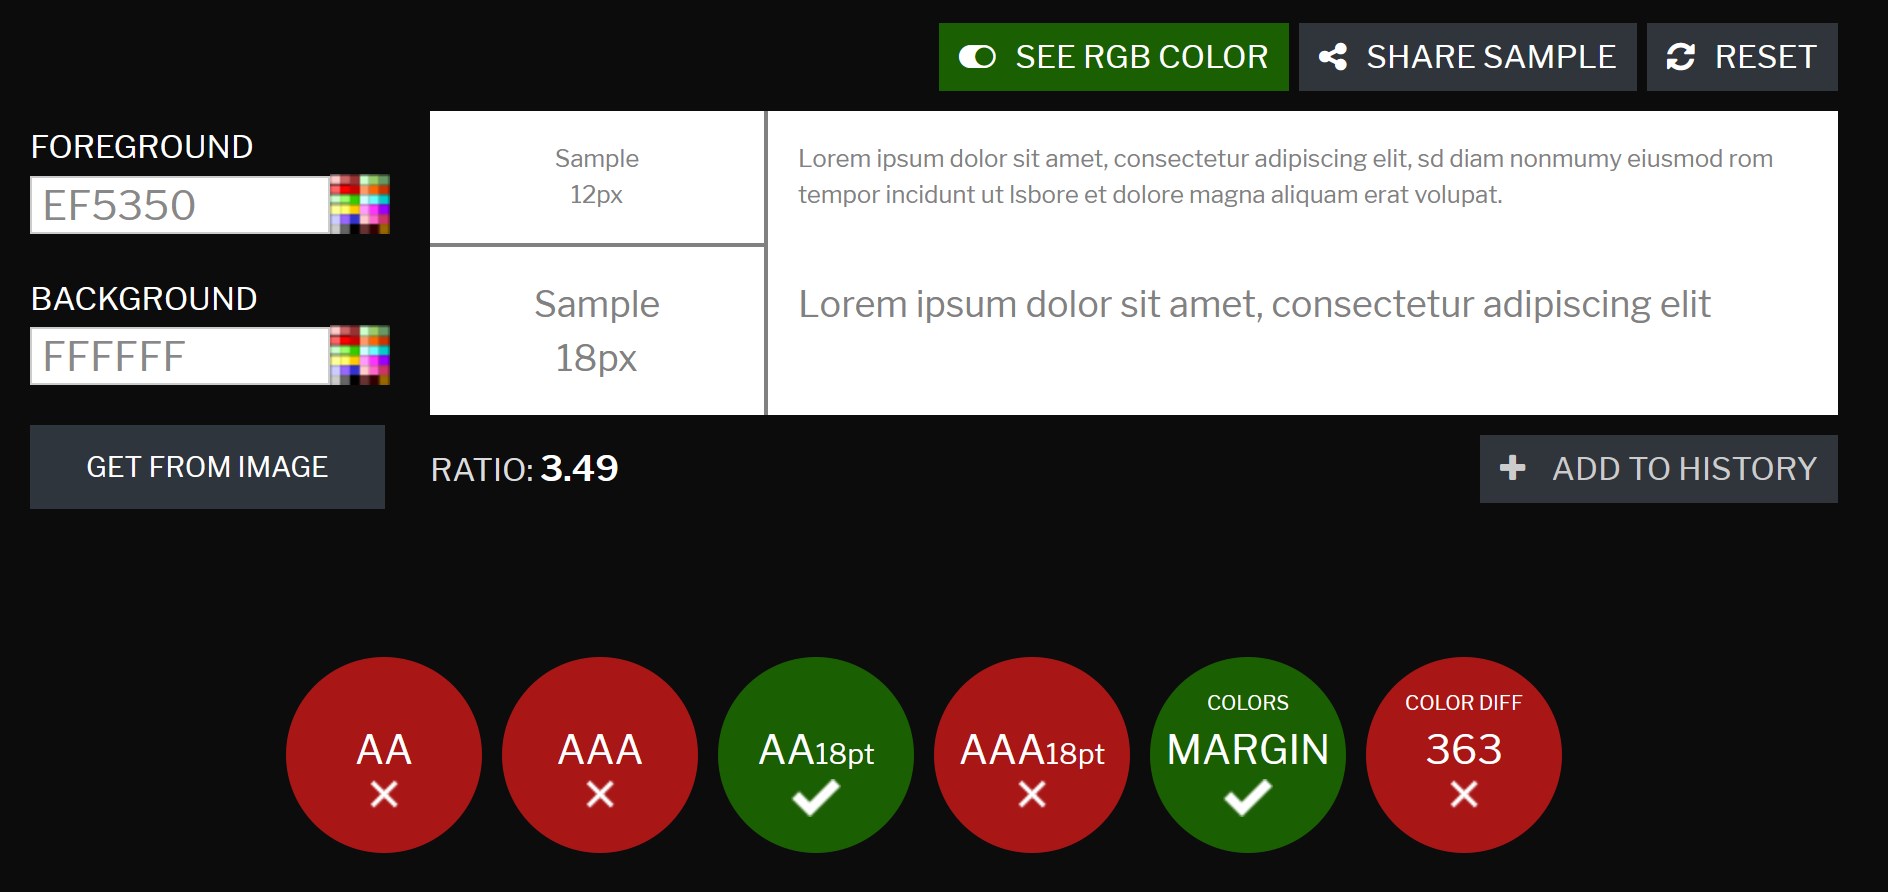 SEE RGB COLOR
SHARE SAMPLE
RESET
FOREGROUND
EF5350
BACKGROUND
FFFFFF
GET FROM IMAGE
Sample
12px
Lorem ipsum dolor sit amet, consectetur adipiscing elit, sd diam nonmumy eiusmod rom
tempor incidunt ut lsbore et dolore magna aliquam erat volupat.
Sample
18px
Lorem ipsum dolor sit amet, consectetur adipiscing elit
RATIO: 3.49
ADD TO HISTORY
AA
AAA
AA18pt
AAA18pt
COLORS
MARGIN
COLOR DIFF
363